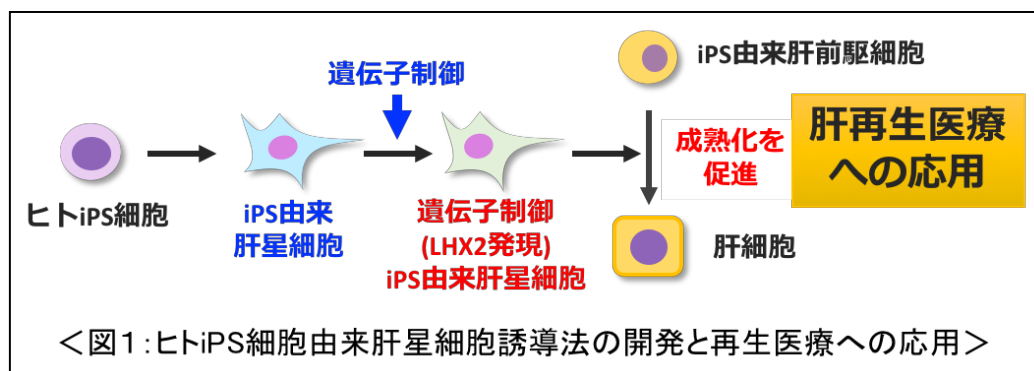 遺伝子制御
iPS由来肝前駆細胞
成熟化を
促進
肝再生医療
への応用
ヒトiPS細胞
iPS由来
肝星細胞
遺伝子制御
(LHX2発現)
iPS由来肝星細胞
肝細胞
＜図１：ヒトiPS細胞由来肝星細胞誘導法の開発と再生医療への応用＞